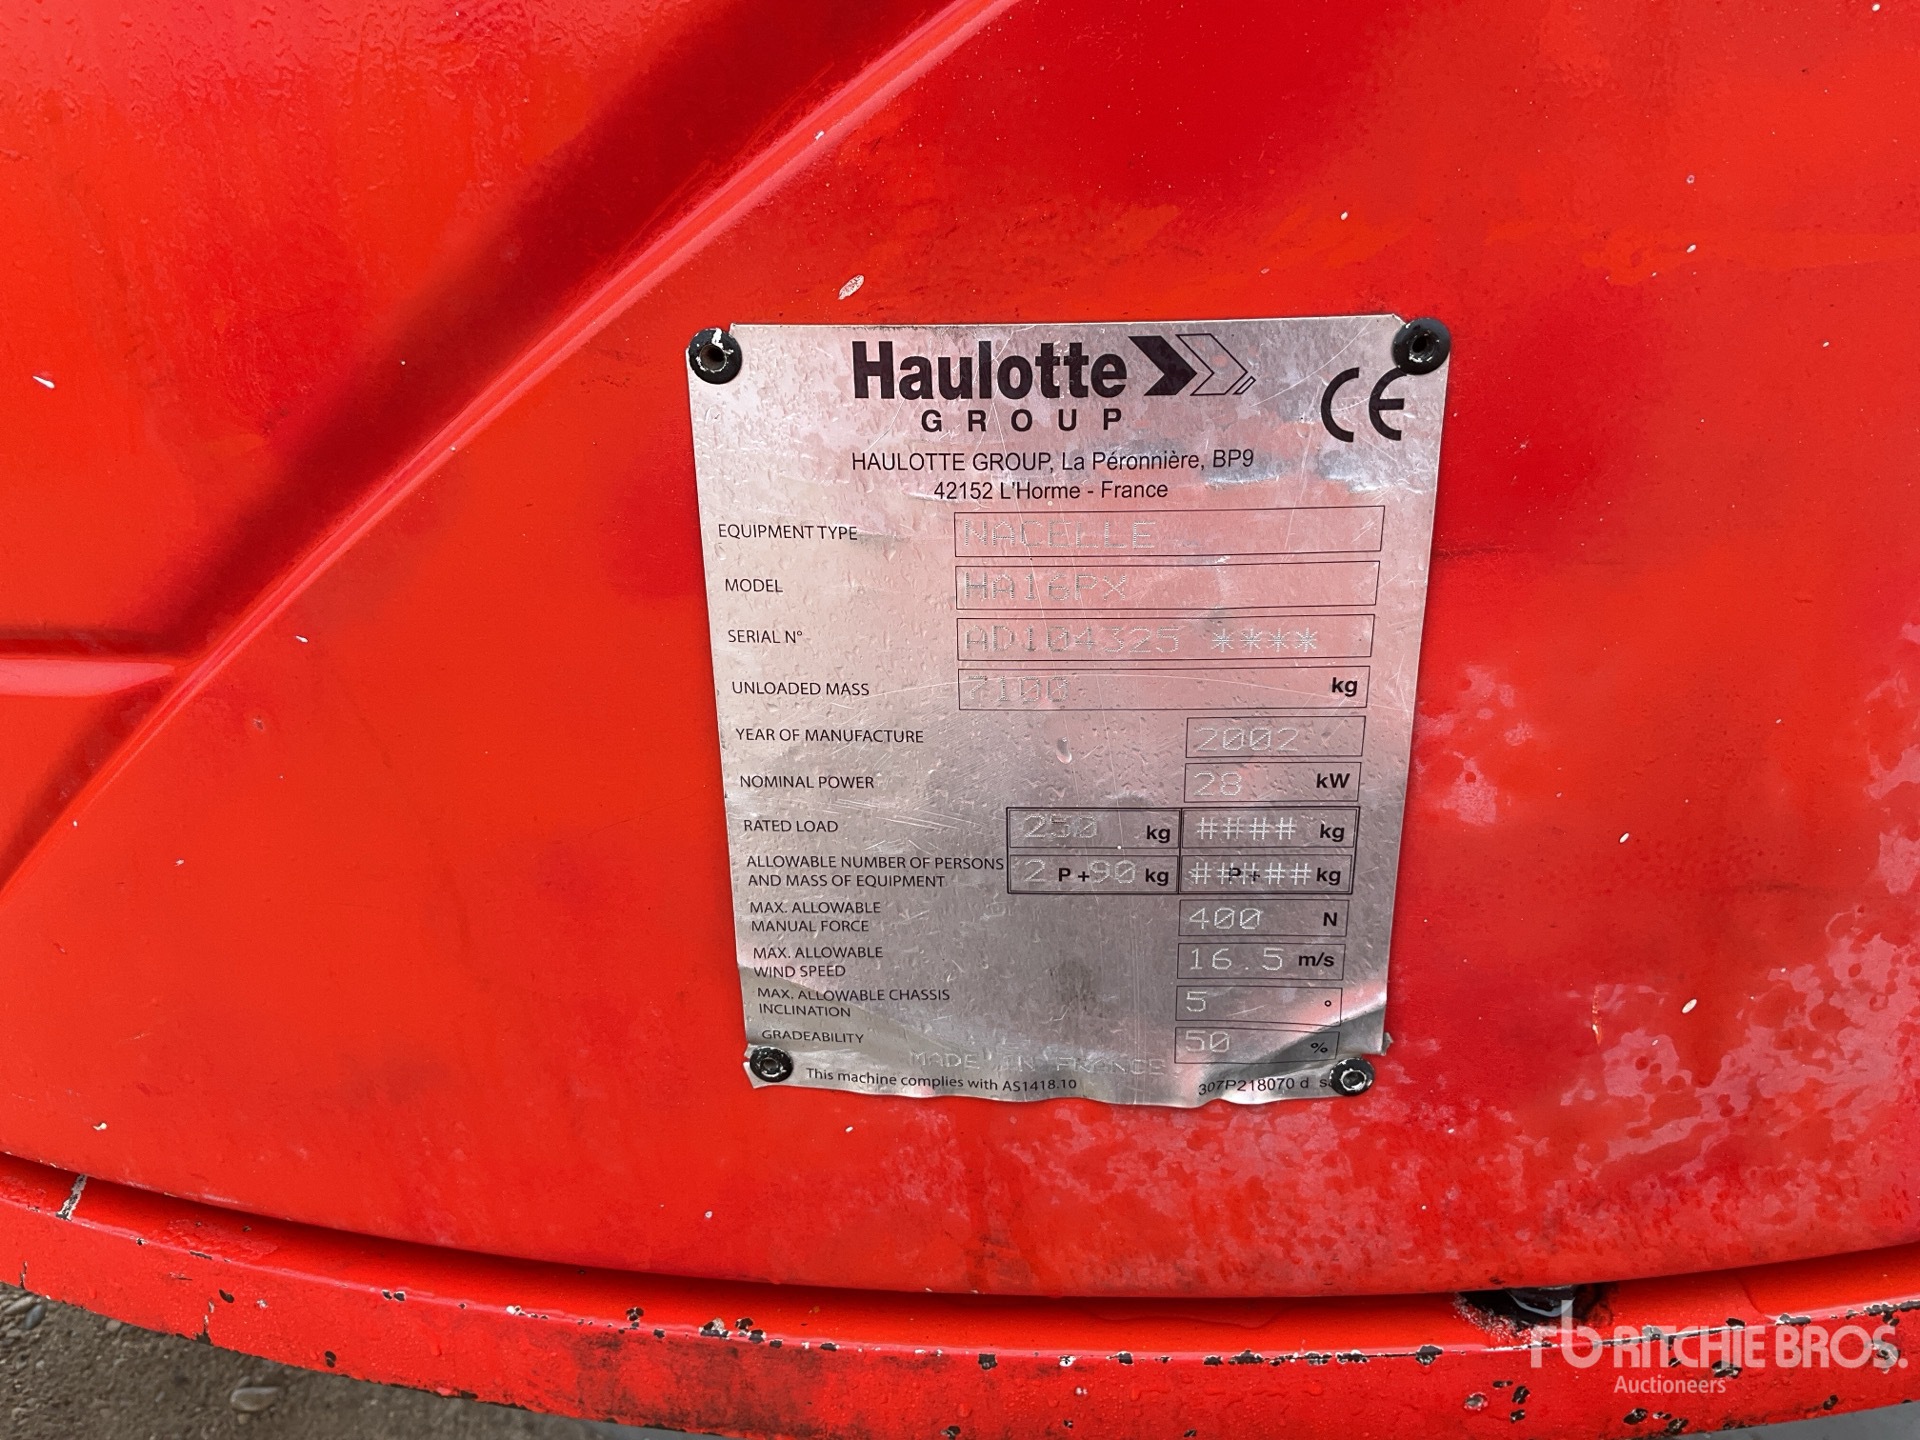 Haulotte
GROUP
CE
HAULOTTE GROUP, La Péronnière, BP9
42152 L'Horme - France
EQUIPMENT TYPE NACELLE
MODEL HA16PX
SERIAL N° AD104325 ****
UNLOADED MASS 7100 kg
YEAR OF MANUFACTURE 2002
NOMINAL POWER 28 kW
RATED LOAD 250 kg #### kg
ALLOWABLE NUMBER OF PERSONS
AND MASS OF EQUIPMENT 2 P + 90 kg ##### P + kg
MAX. ALLOWABLE
MANUAL FORCE 400 N
MAX. ALLOWABLE
WIND SPEED 16.5 m/s
MAX. ALLOWABLE CHASSIS
INCLINATION 5 °
GRADEABILITY 50 %
MADE IN FRANCE
This machine complies with AS1418.10 307P218070 d
rb RITCHIE BROS.
Auctioneers